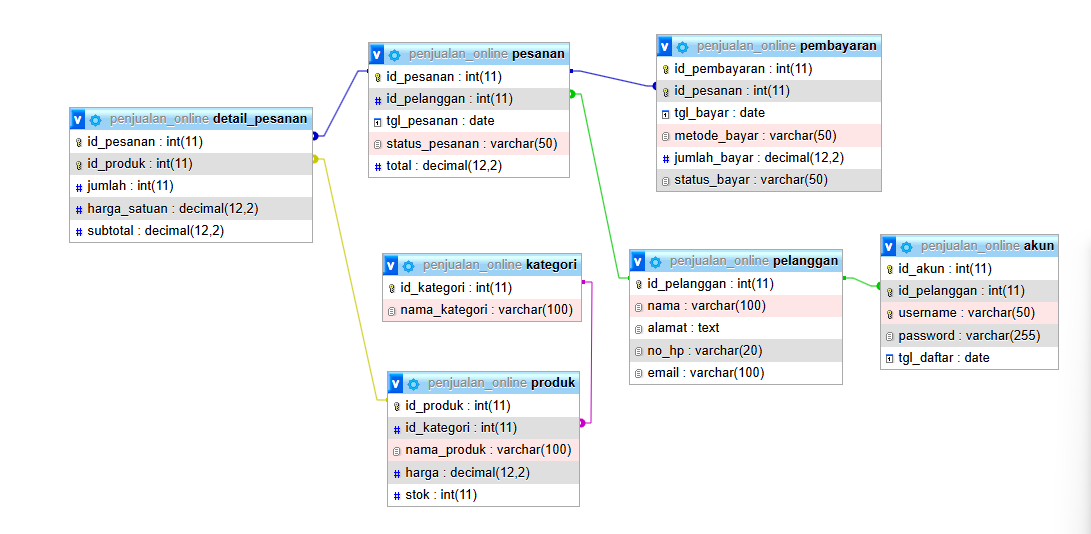 penjualan_online detail_pesanan
id_pesanan : int(11)
id_produk : int(11)
jumlah : int(11)
harga_satuan : decimal(12,2)
subtotal : decimal(12,2)
penjualan_online pesanan
id_pesanan : int(11)
id_pelanggan : int(11)
tgl_pesanan : date
status_pesanan : varchar(50)
total : decimal(12,2)
penjualan_online pembayaran
id_pembayaran : int(11)
id_pesanan : int(11)
tgl_bayar : date
metode_bayar : varchar(50)
jumlah_bayar : decimal(12,2)
status_bayar : varchar(50)
penjualan_online kategori
id_kategori : int(11)
nama_kategori : varchar(100)
penjualan_online produk
id_produk : int(11)
id_kategori : int(11)
nama_produk : varchar(100)
harga : decimal(12,2)
stok : int(11)
penjualan_online pelanggan
id_pelanggan : int(11)
nama : varchar(100)
alamat : text
no_hp : varchar(20)
email : varchar(100)
penjualan_online akun
id_akun : int(11)
id_pelanggan : int(11)
username : varchar(50)
password : varchar(255)
tgl_daftar : date